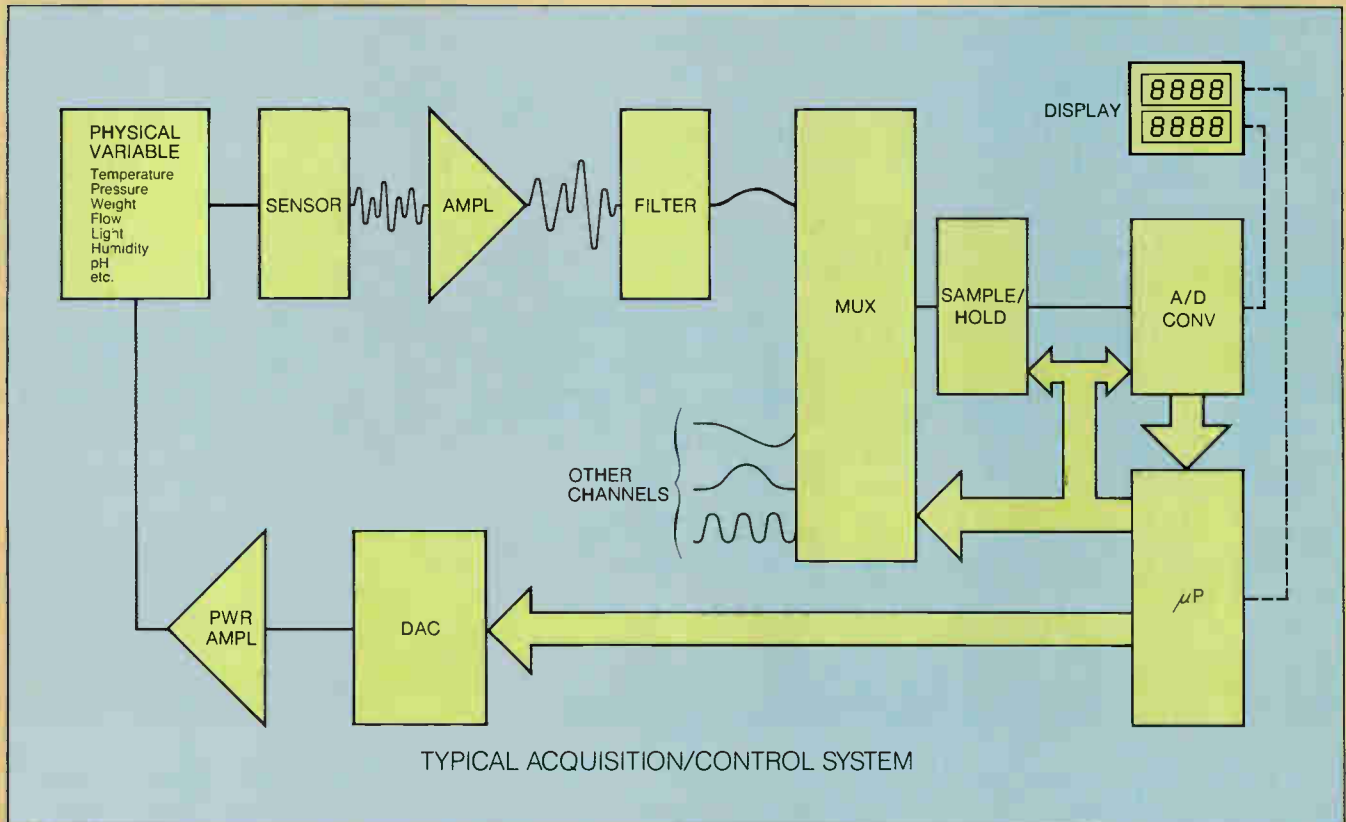 PHYSICAL
VARIABLE
Temperature
Pressure
Weight
Flow
Light
Humidity
pH
etc.
SENSOR
AMPL
FILTER
MUX
SAMPLE/
HOLD
A/D
CONV
DISPLAY
8888
8888
OTHER
CHANNELS
PWR
AMPL
DAC
μP
TYPICAL ACQUISITION/CONTROL SYSTEM